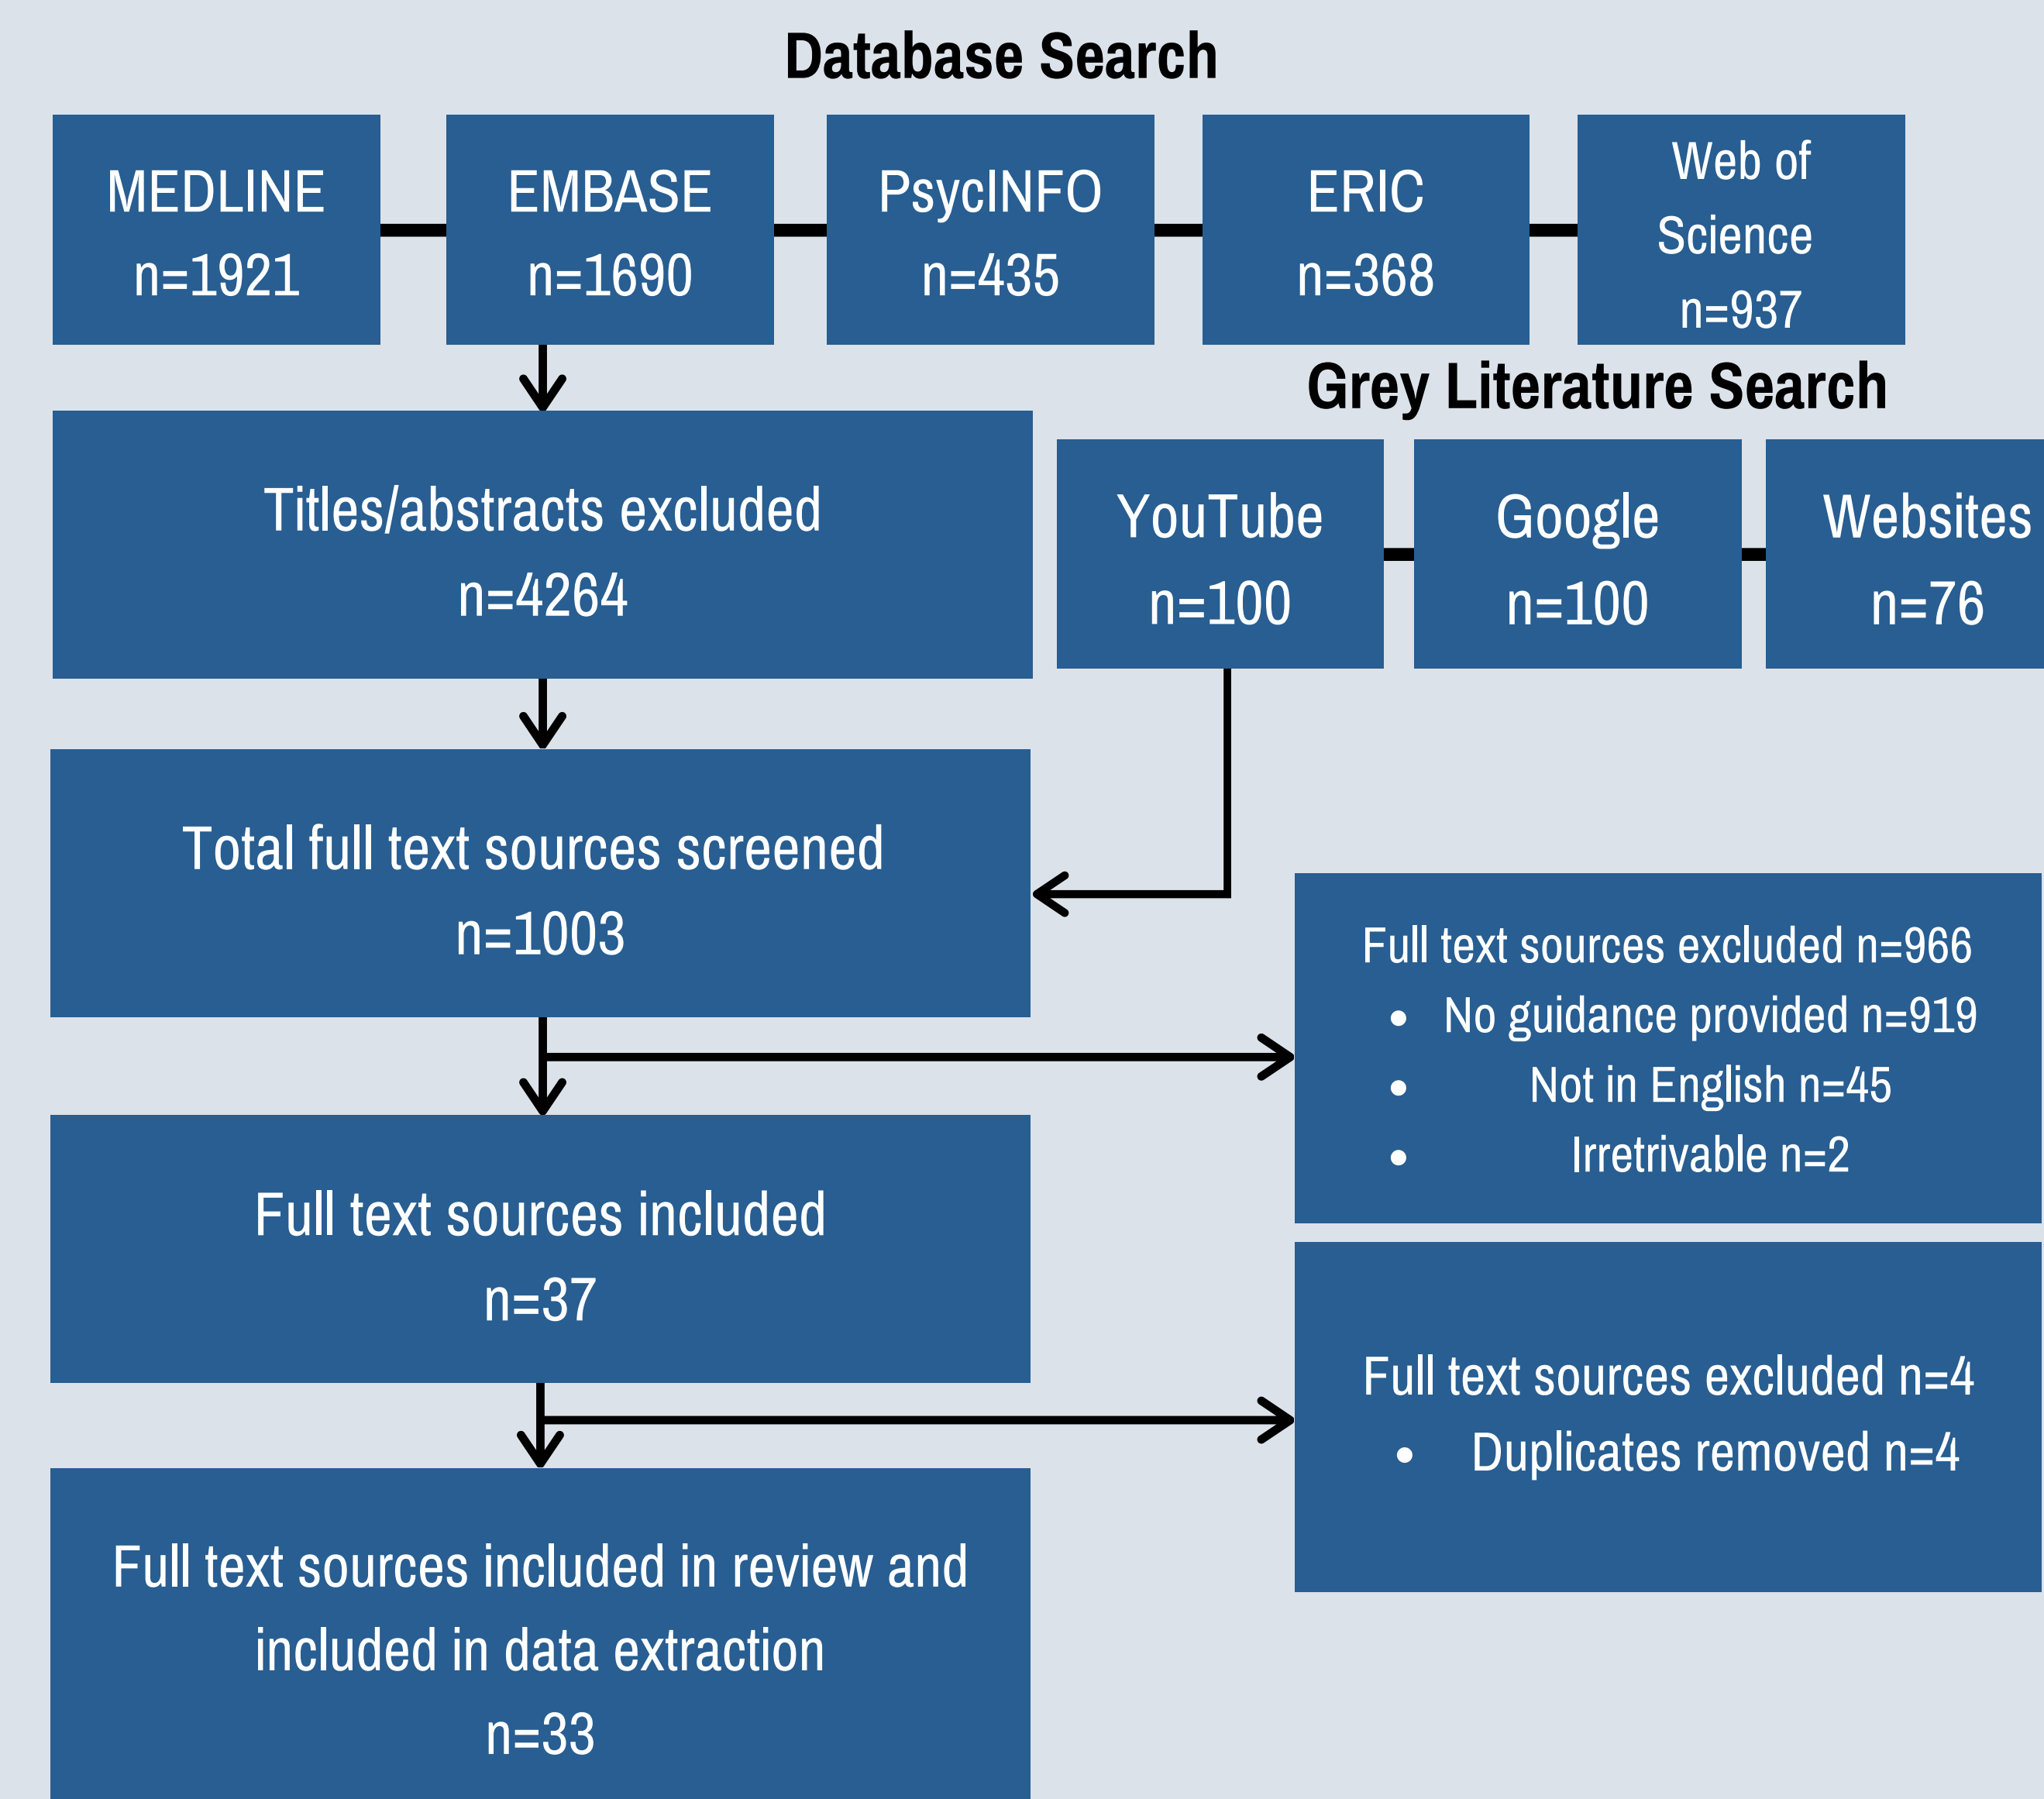 Database Search
MEDLINE
n=1921
EMBASE
n=1690
PsycINFO
n=435
ERIC
n=368
Web of
Science
n=937
Grey Literature Search
Titles/abstracts excluded
n=4264
YouTube
n=100
Google
n=100
Websites
n=76
Total full text sources screened
n=1003
Full text sources excluded n=966
• No guidance provided n=919
• Not in English n=45
• Irretrivable n=2
Full text sources included
n=37
Full text sources excluded n=4
• Duplicates removed n=4
Full text sources included in review and
included in data extraction
n=33